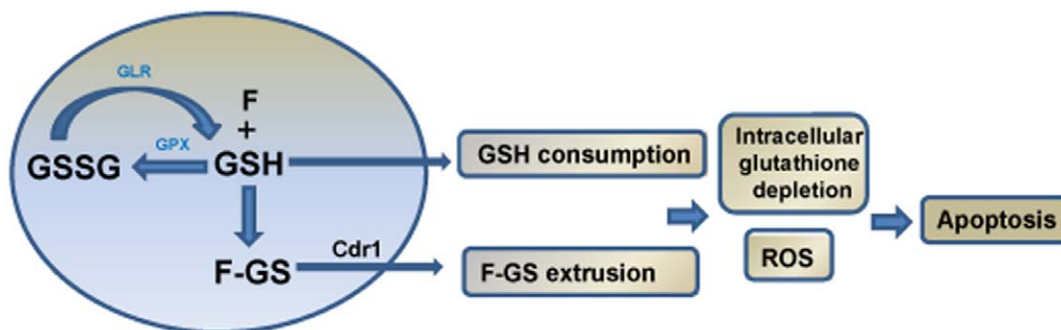 GLR
F
+
GPX
GSSG
GSH
F-GS
Cdr1
GSH consumption
F-GS extrusion
Intracellular
glutathione
depletion
ROS
Apoptosis